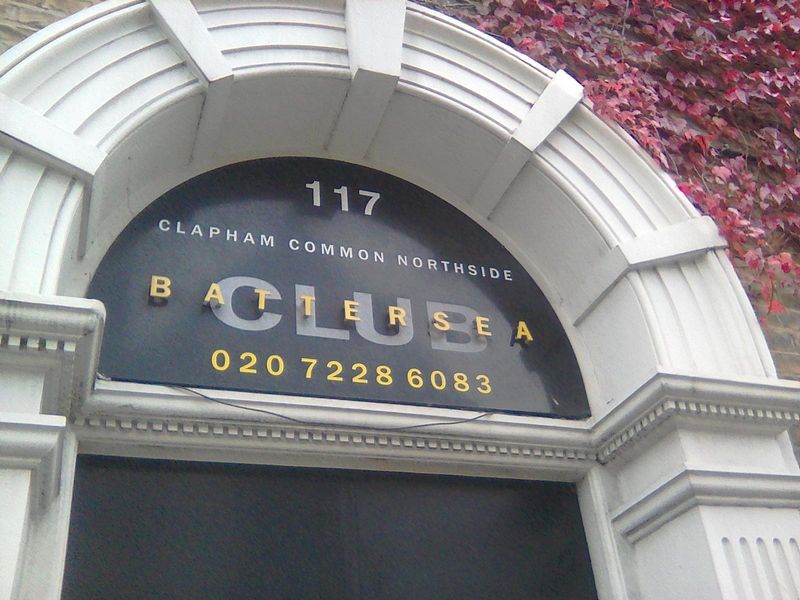 117
CLAPHAM COMMON NORTHSIDE
BATTERSEA
CLUB
020 7228 6083